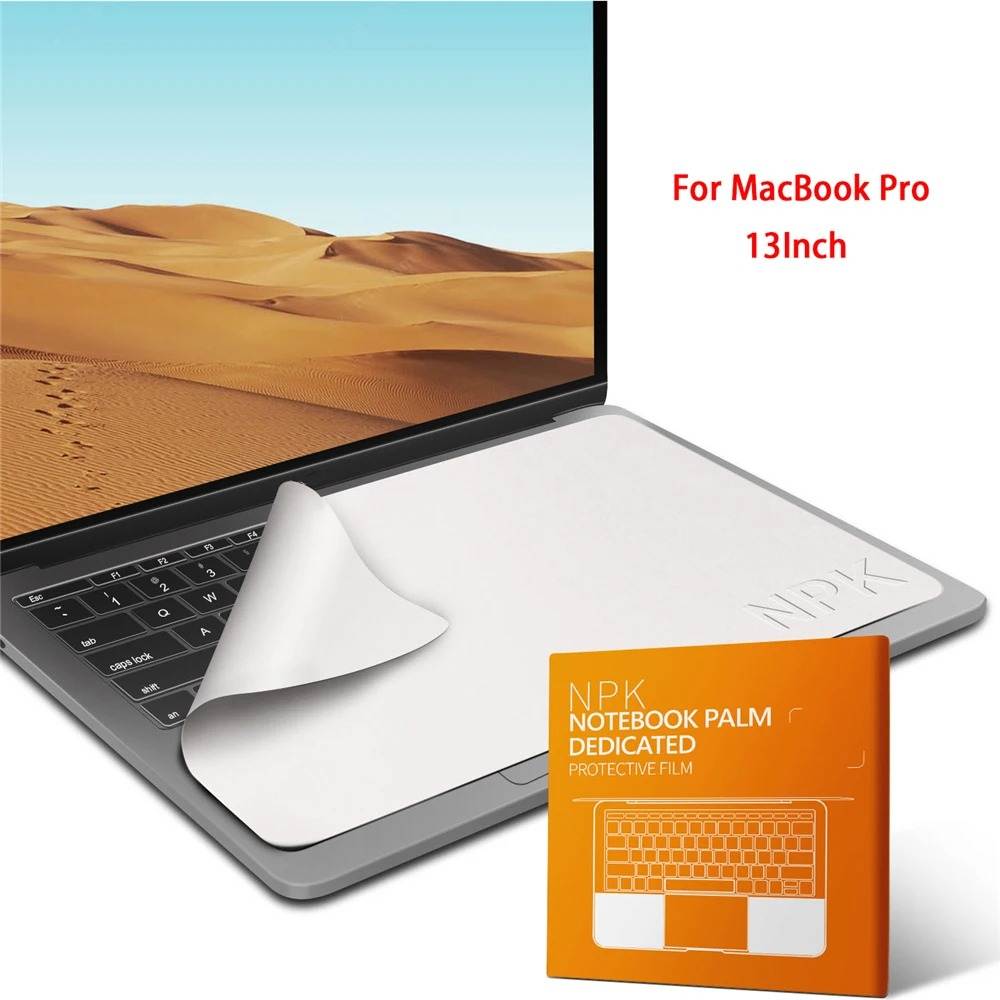 For MacBook Pro
13Inch
Esc
F1
F2
F3
F4
~
1
2
3
tab
Q
W
caps lock
A
shift
NPK
NPK
NOTEBOOK PALM
DEDICATED
PROTECTIVE FILM